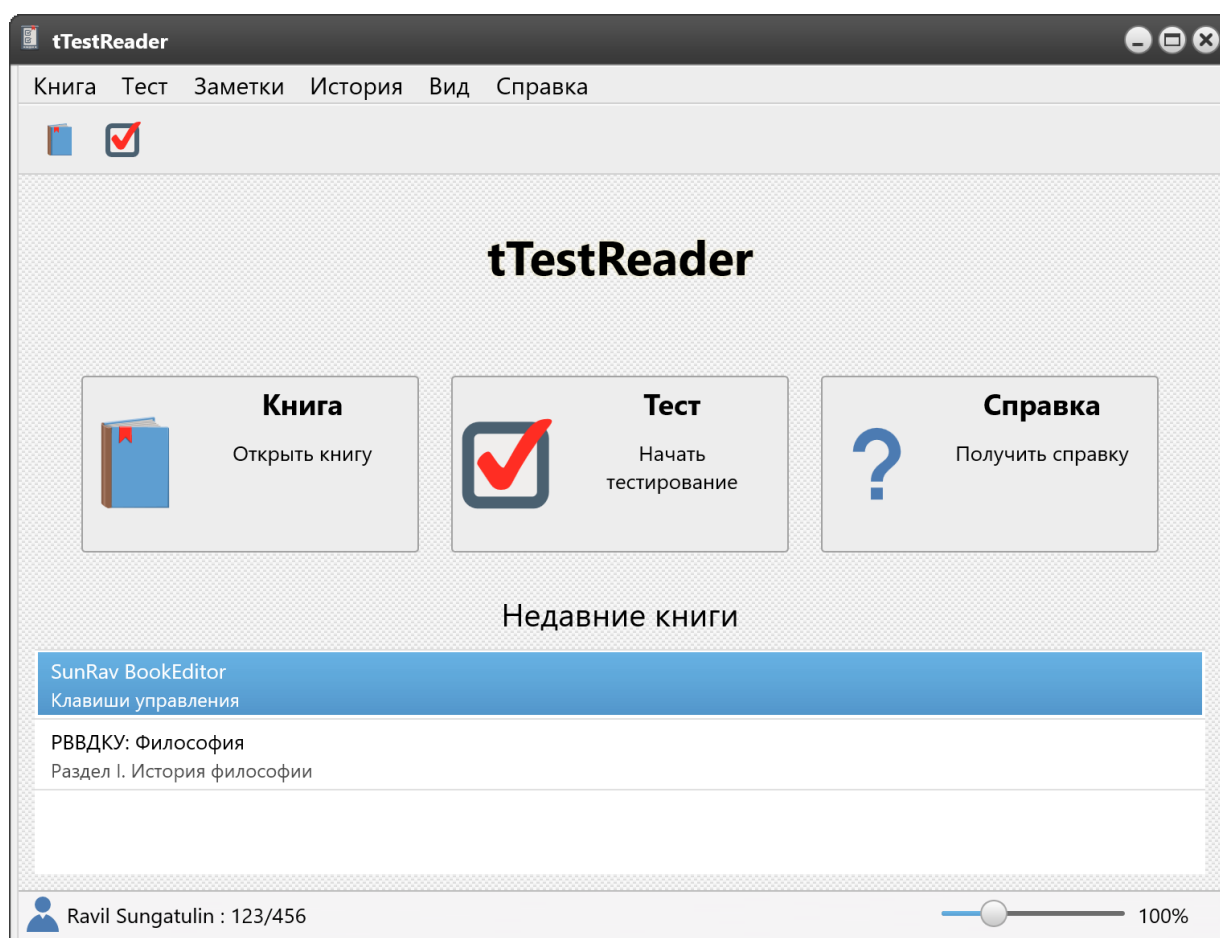 tTestReader
Книга Тест Заметки История Вид Справка
tTestReader
Книга
Открыть книгу
Тест
Начать
тестирование
Справка
Получить справку
Недавние книги
SunRav BookEditor
Клавиши управления
РВВДКУ: Философия
Раздел I. История философии
Ravil Sungatulin : 123/456
100%